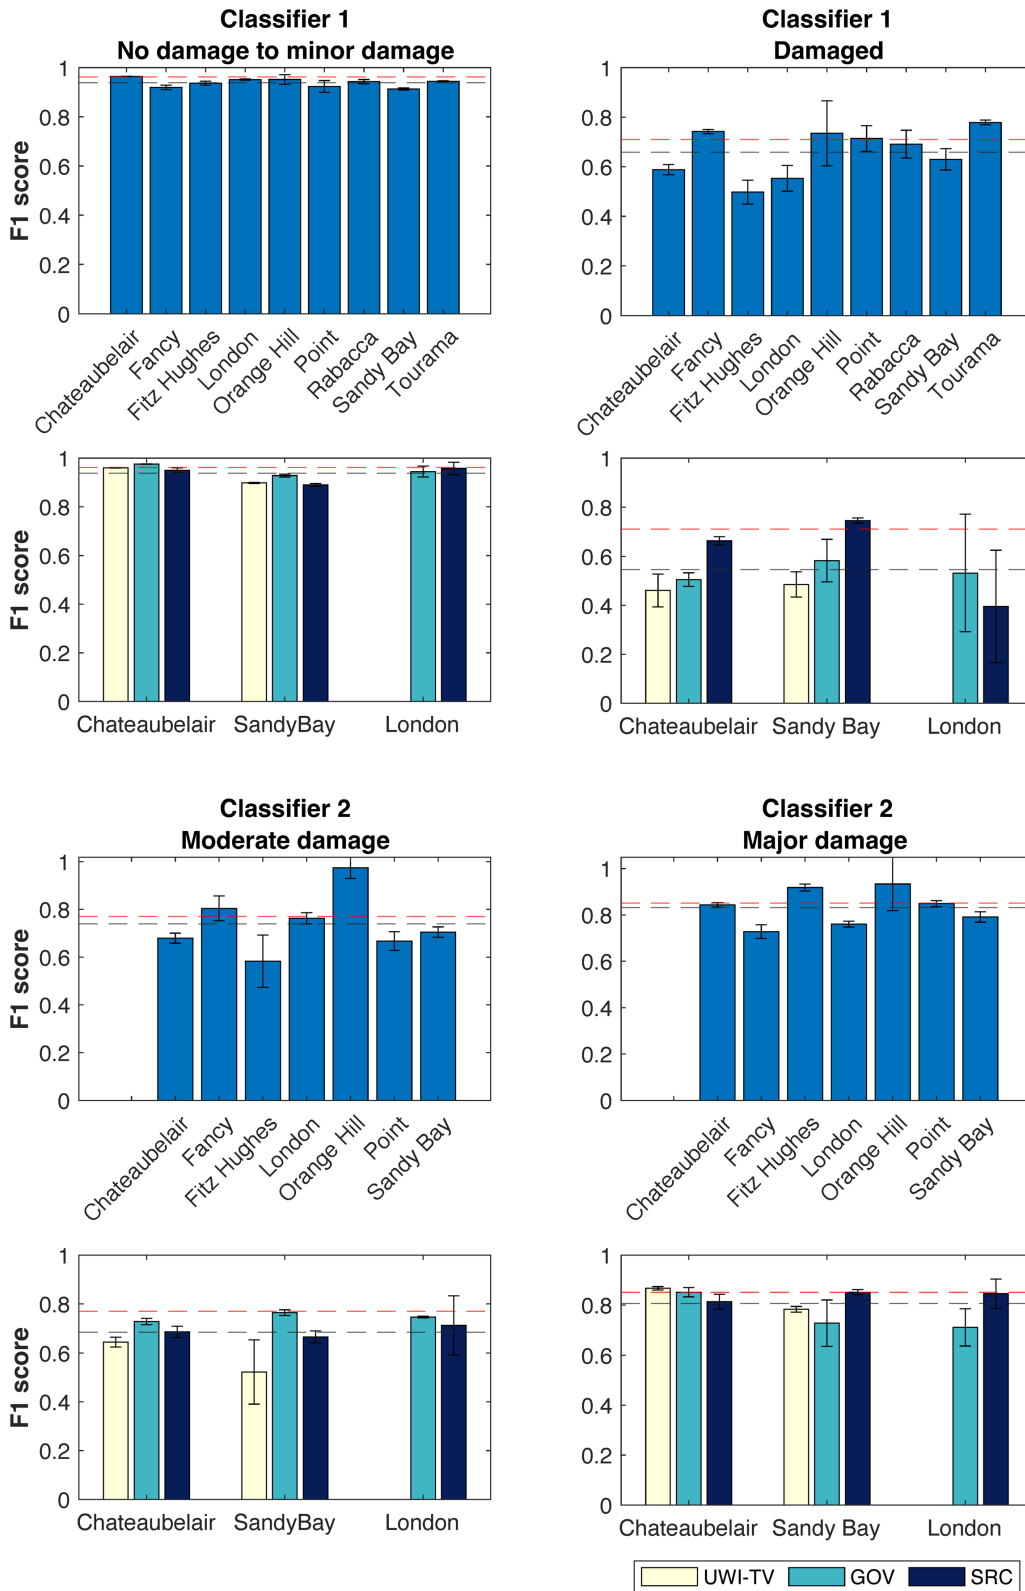 Classifier 1
No damage to minor damage
F1 score
1
0.8
0.6
0.4
0.2
0
Chateaubelair
Fancy
Fitz Hughes
London
Orange Hill
Point
Rabacca
Sandy Bay
Tourama
Classifier 1
Damaged
1
0.8
0.6
0.4
0.2
0
Chateaubelair
Fancy
Fitz Hughes
London
Orange Hill
Point
Rabacca
Sandy Bay
Tourama
F1 score
1
0.8
0.6
0.4
0.2
0
Chateaubelair SandyBay London
1
0.8
0.6
0.4
0.2
0
Chateaubelair Sandy Bay London
Classifier 2
Moderate damage
F1 score
1
0.8
0.6
0.4
0.2
0
Chateaubelair
Fancy
Fitz Hughes
London
Orange Hill
Point
Sandy Bay
Classifier 2
Major damage
1
0.8
0.6
0.4
0.2
0
Chateaubelair
Fancy
Fitz Hughes
London
Orange Hill
Point
Sandy Bay
F1 score
1
0.8
0.6
0.4
0.2
0
Chateaubelair SandyBay London
1
0.8
0.6
0.4
0.2
0
Chateaubelair Sandy Bay London
UWI-TV GOV SRC